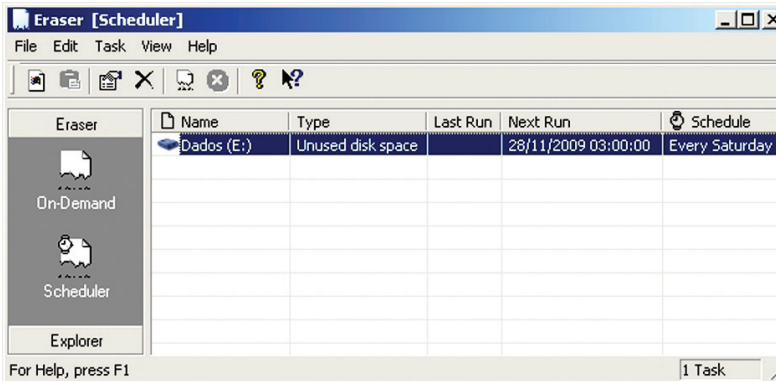 Eraser [Scheduler]
File Edit Task View Help
Eraser
Name Type Last Run Next Run Schedule
Dados (E:) Unused disk space 28/11/2009 03:00:00 Every Saturday
On-Demand
Scheduler
Explorer
For Help, press F1 1 Task